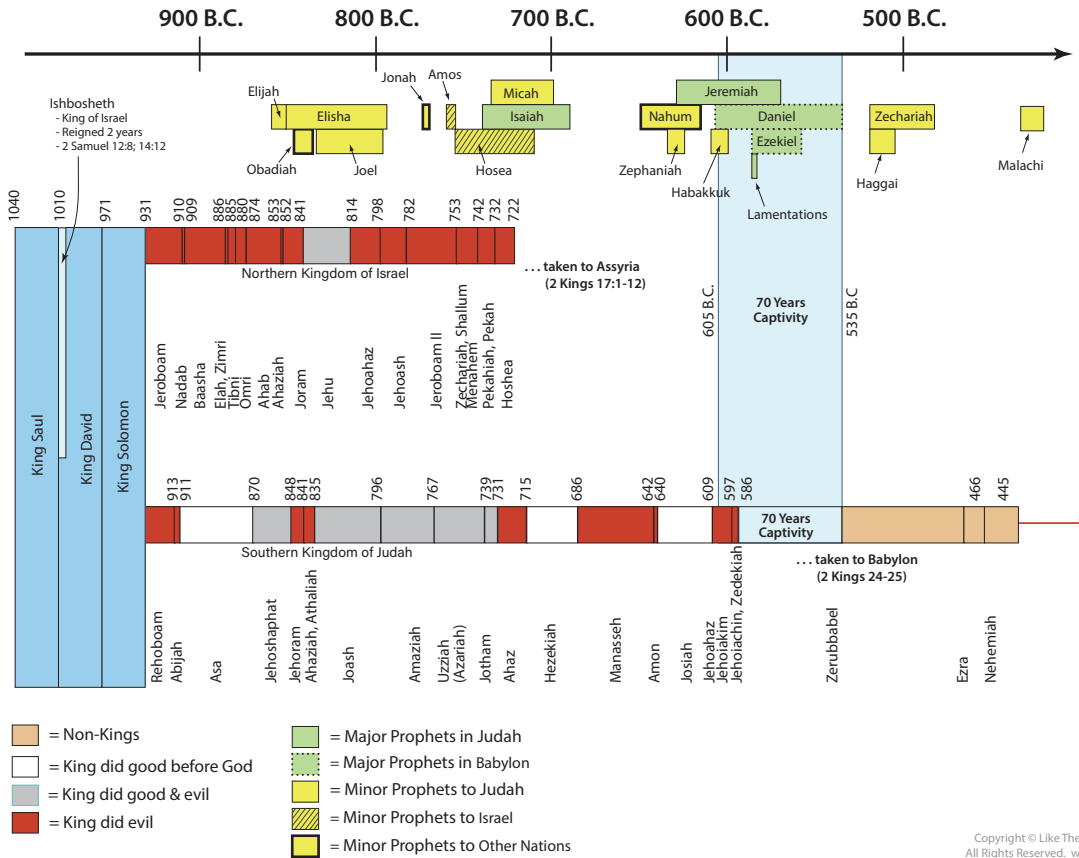 900 B.C. 800 B.C. 700 B.C. 600 B.C. 500 B.C.
Ishbosheth
- King of Israel
- Reigned 2 years
- 2 Samuel 12:8; 14:12
Elijah
Elisha
Obadiah
Joel
Jonah
Amos
Micah
Isaiah
Hosea
Jeremiah
Nahum
Daniel
Ezekiel
Zephaniah
Habakkuk
Lamentations
Zechariah
Haggai
Malachi
1040 1010 971 931 910 909 886 885 880 874 853 852 841 814 798 782 753 742 732 722
Northern Kingdom of Israel
. . . taken to Assyria
(2 Kings 17:1-12)
605 B.C.
70 Years
Captivity
535 B.C
King Saul
King David
King Solomon
Jeroboam
Nadab
Baasha
Elah, Zimri
Tibni
Omri
Ahab
Ahaziah
Joram
Jehu
Jehoahaz
Jehoash
Jeroboam II
Zechariah, Shallum
Menahem
Pekahiah, Pekah
Hoshea
913 911 870 848 841 835 796 767 739 731 715 686 642 640 609 597 586 466 445
70 Years
Captivity
Southern Kingdom of Judah
. . . taken to Babylon
(2 Kings 24-25)
Rehoboam
Abijah
Asa
Jehoshaphat
Jehoram
Ahaziah, Athaliah
Joash
Amaziah
Uzziah
(Azariah)
Jotham
Ahaz
Hezekiah
Manasseh
Amon
Josiah
Jehoahaz
Jehoiakim
Jehoiachin, Zedekiah
Zerubbabel
Ezra
Nehemiah
= Non-Kings
= King did good before God
= King did good & evil
= King did evil
= Major Prophets in Judah
= Major Prophets in Babylon
= Minor Prophets to Judah
= Minor Prophets to Israel
= Minor Prophets to Other Nations
Copyright © Like The
All Rights Reserved. w